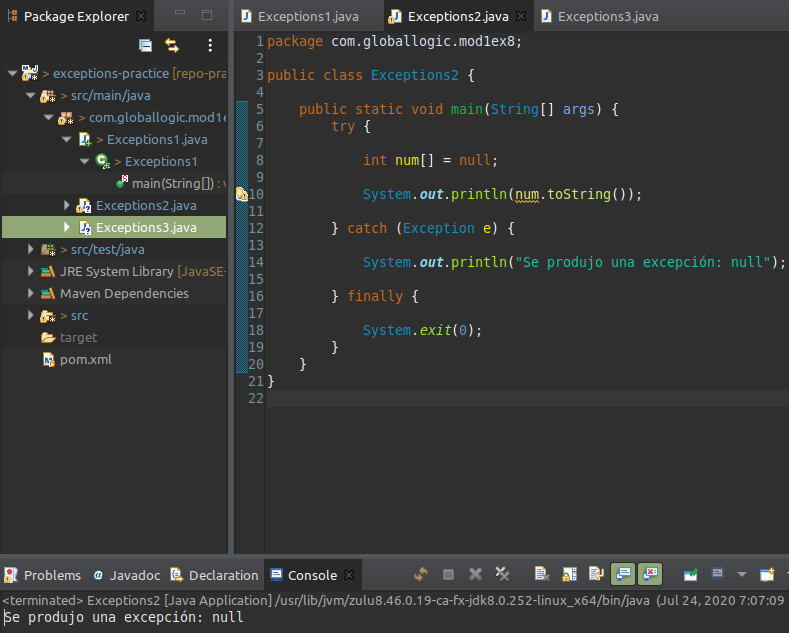 Package Explorer
> exceptions-practice [repo-pra
> src/main/java
> com.globallogic.mod1e
> Exceptions1.java
> Exceptions1
main(String[]) : v
Exceptions2.java
Exceptions3.java
> src/test/java
JRE System Library [JavaSE-
Maven Dependencies
> src
target
pom.xml
Exceptions1.java
Exceptions2.java
Exceptions3.java
1 package com.globallogic.mod1ex8;
2
3 public class Exceptions2 {
4
5 public static void main(String[] args) {
6 try {
7
8 int num[] = null;
9
10 System.out.println(num.toString());
11
12 } catch (Exception e) {
13
14 System.out.println("Se produjo una excepción: null");
15
16 } finally {
17
18 System.exit(0);
19 }
20 }
21 }
22
Problems
@ Javadoc
Declaration
Console
<terminated> Exceptions2 [Java Application] /usr/lib/jvm/zulu8.46.0.19-ca-fx-jdk8.0.252-linux_x64/bin/java (Jul 24, 2020 7:07:09
Se produjo una excepción: null